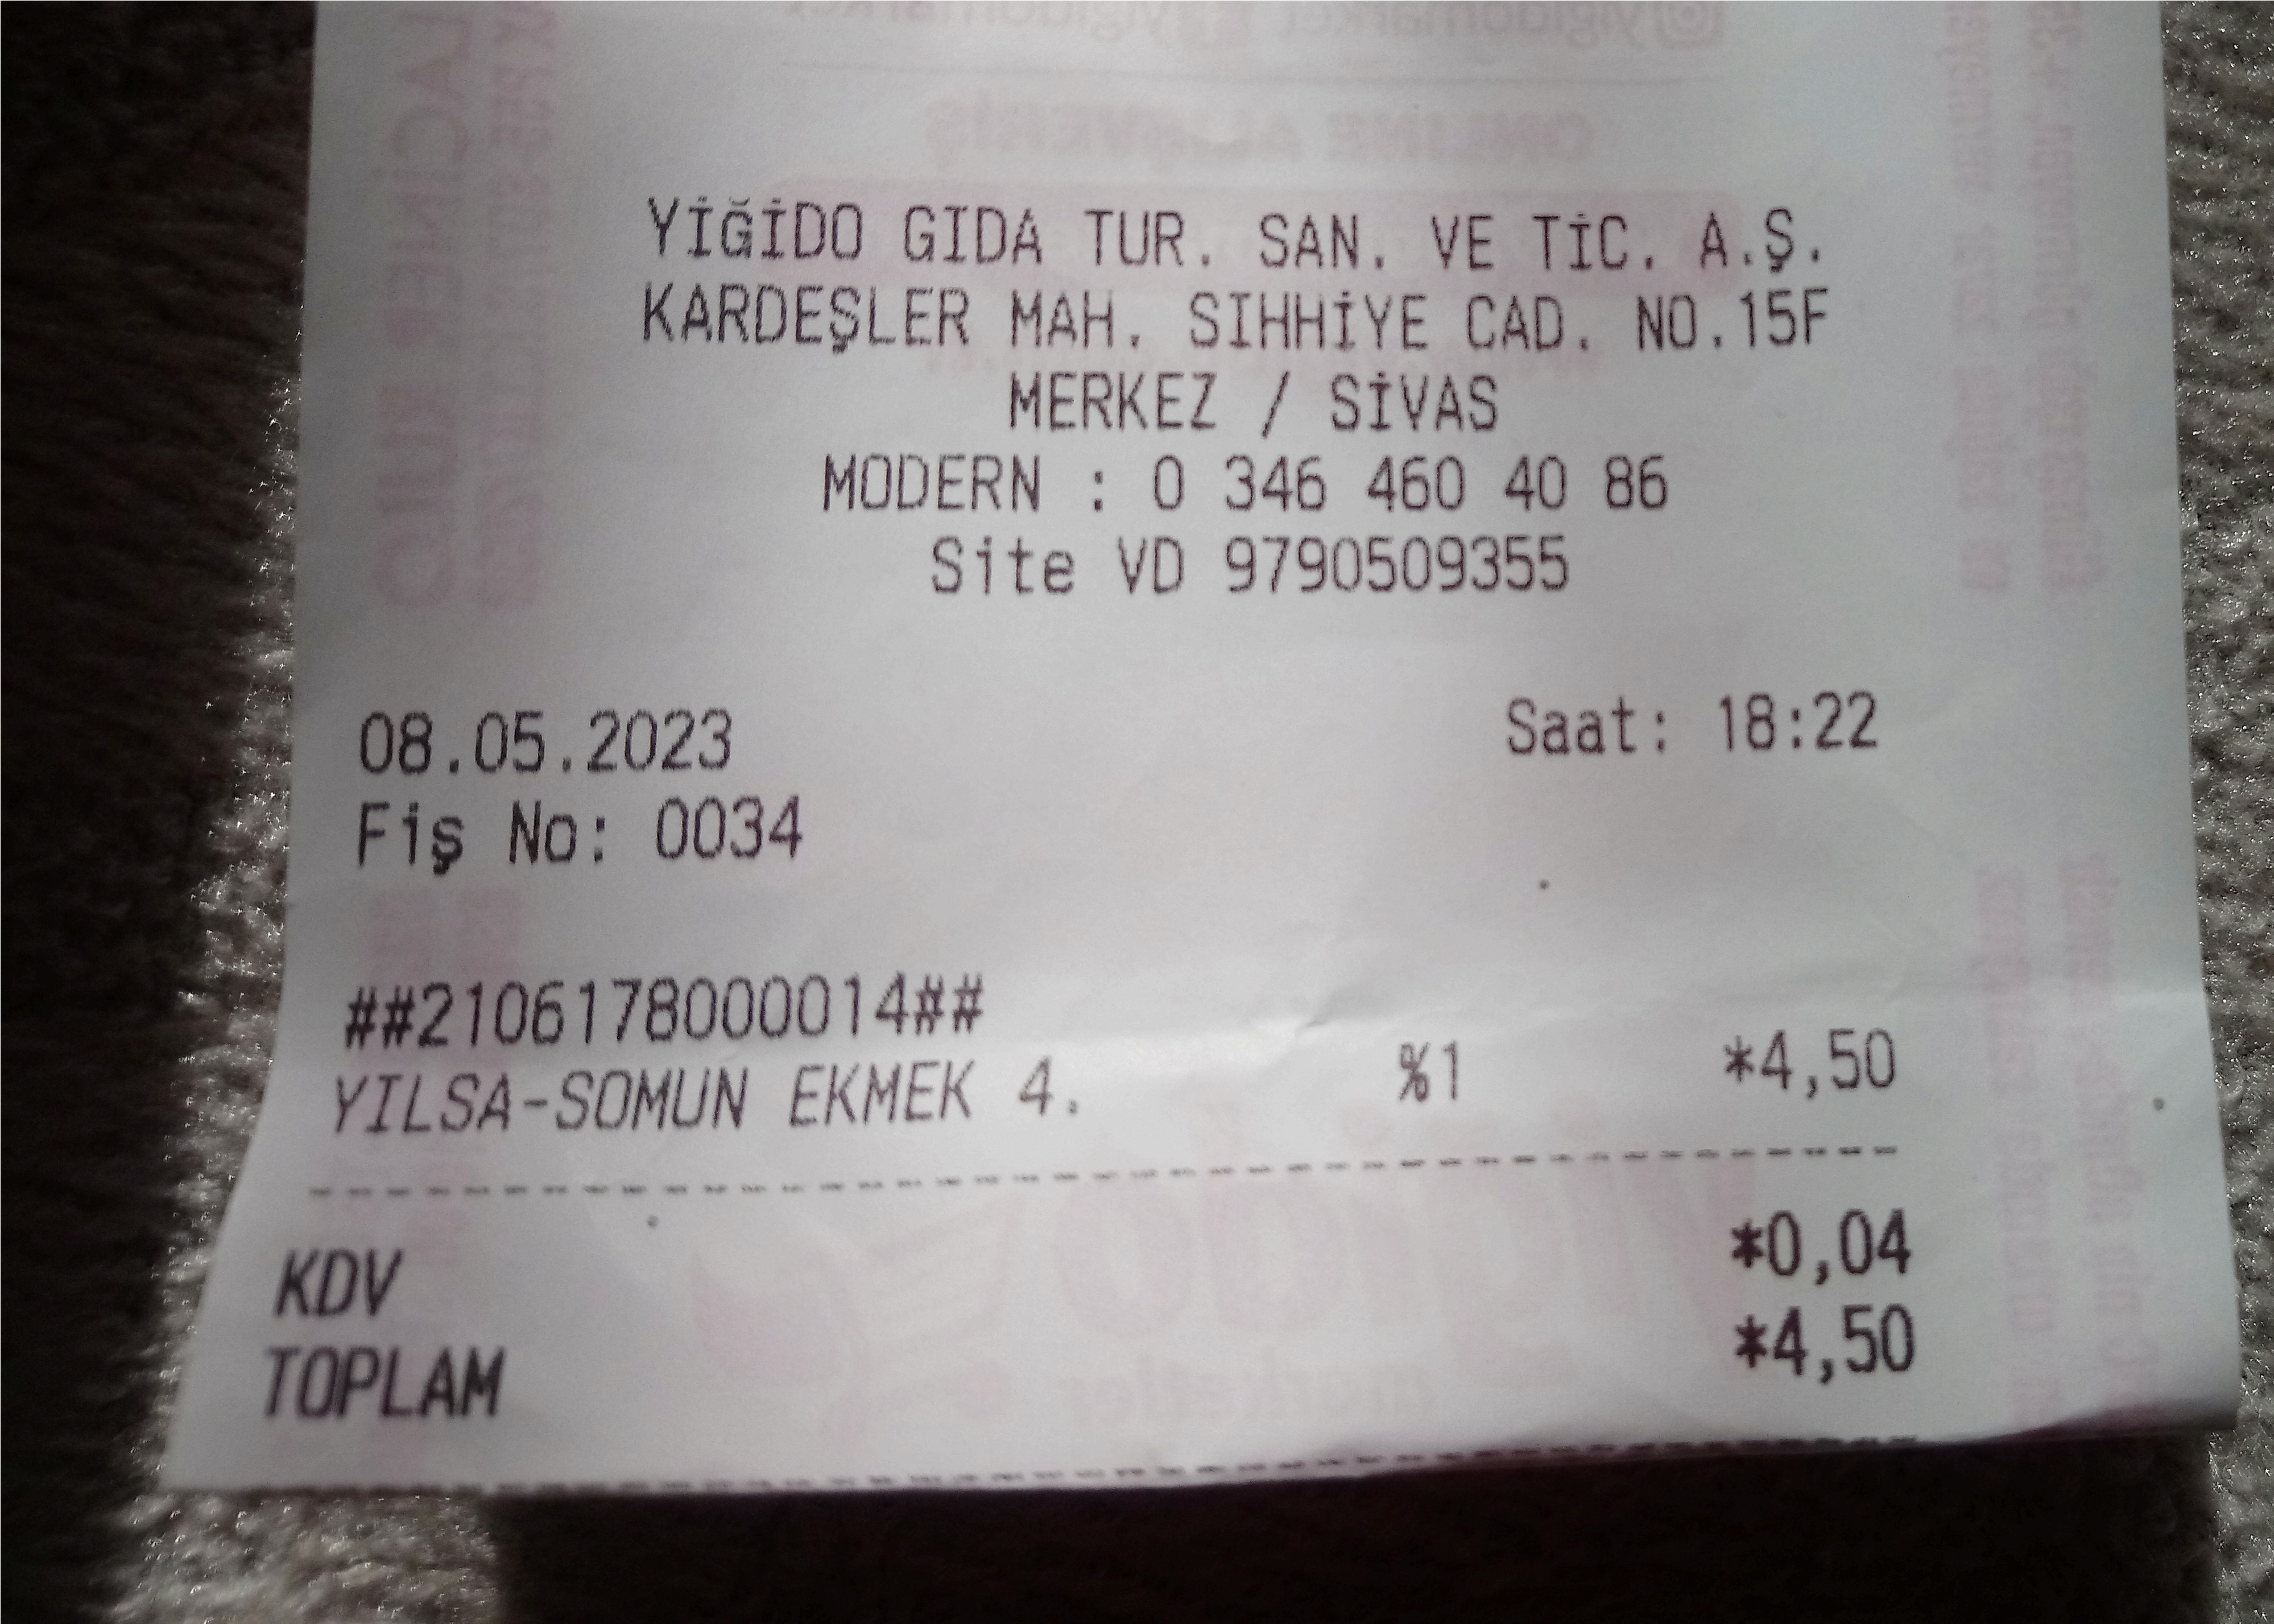 YİĞİDO GIDA TUR. SAN. VE TİC. A.Ş.
KARDEŞLER MAH. SIHHİYE CAD. NO.15F
MERKEZ / SİVAS
MODERN : 0 346 460 40 86
Site VD 9790509355
08.05.2023 Saat: 18:22
Fiş No: 0034
##2106178000014##
YILSA-SOMUN EKMEK 4. %1 *4,50
KDV *0,04
TOPLAM *4,50